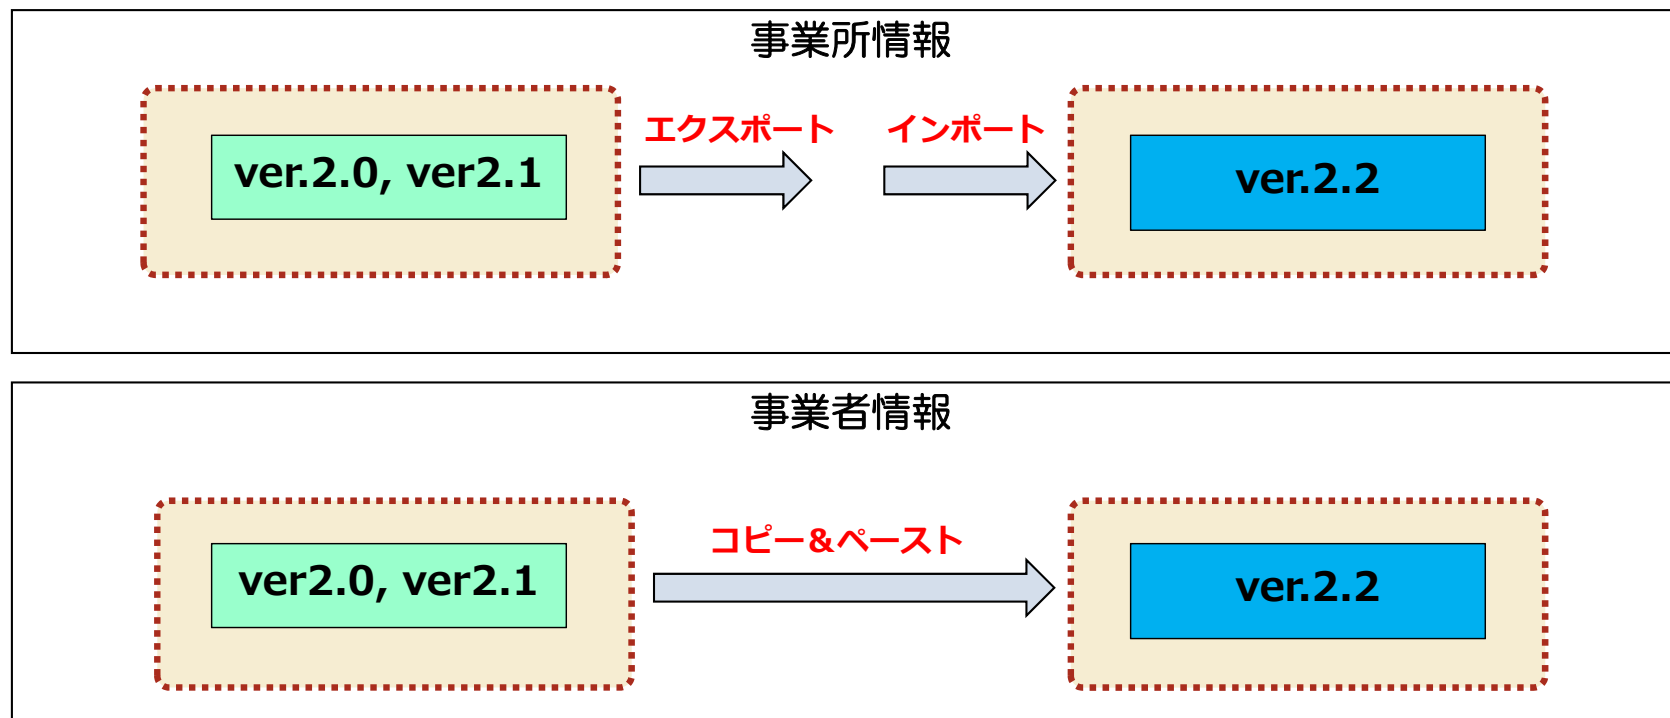 事業所情報
エクスポート
インポート
ver.2.0, ver2.1
ver.2.2
事業者情報
コピー＆ペースト
ver2.0, ver2.1
ver.2.2